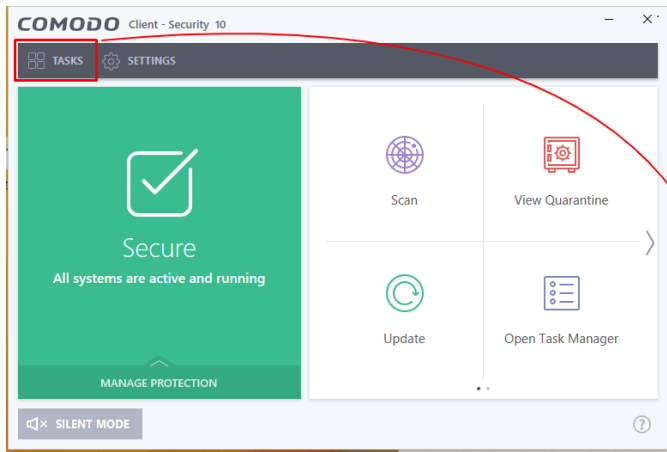 COMODO Client - Security 10
TASKS SETTINGS
Secure
All systems are active and running
MANAGE PROTECTION
Scan
View Quarantine
Update
Open Task Manager
SILENT MODE
?